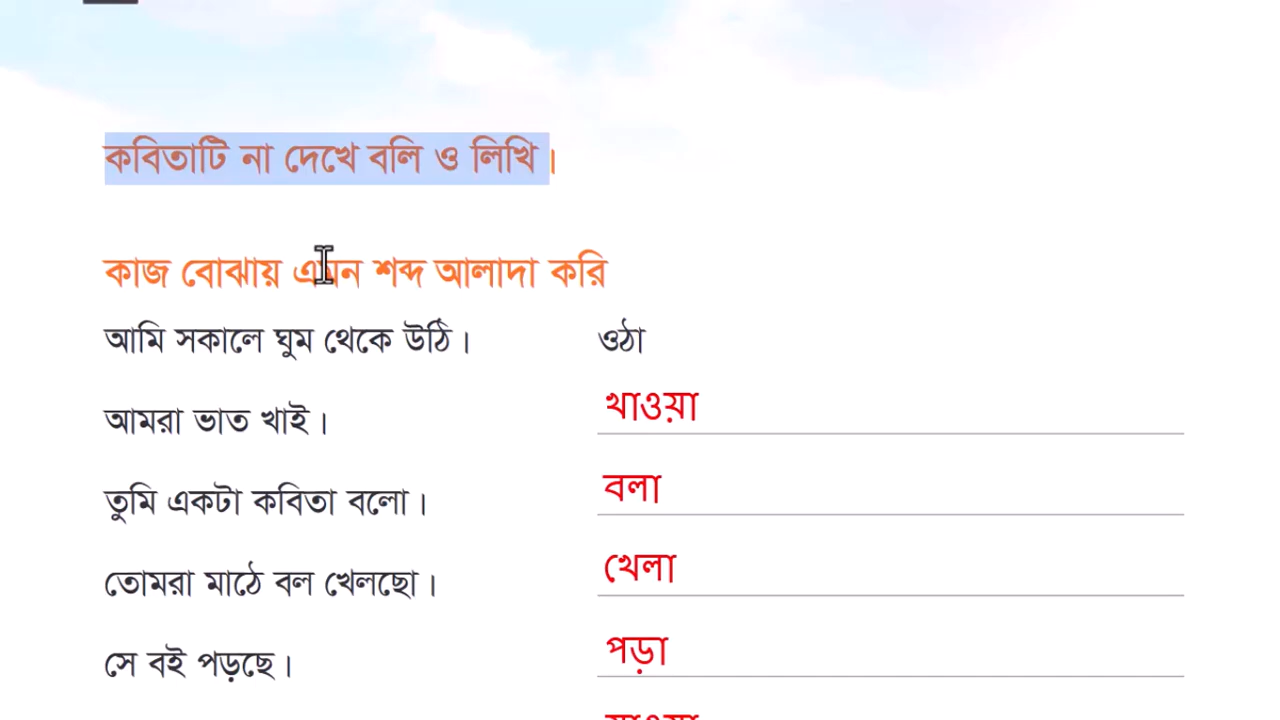 কবিতাটি না দেখে বলি ও লিখি।
কাজ বোঝায় এমন শব্দ আলাদা করি
আমি সকালে ঘুম থেকে উঠি। ওঠা
আমরা ভাত খাই। খাওয়া
তুমি একটা কবিতা বলো। বলা
তোমরা মাঠে বল খেলছো। খেলা
সে বই পড়ছে। পড়া